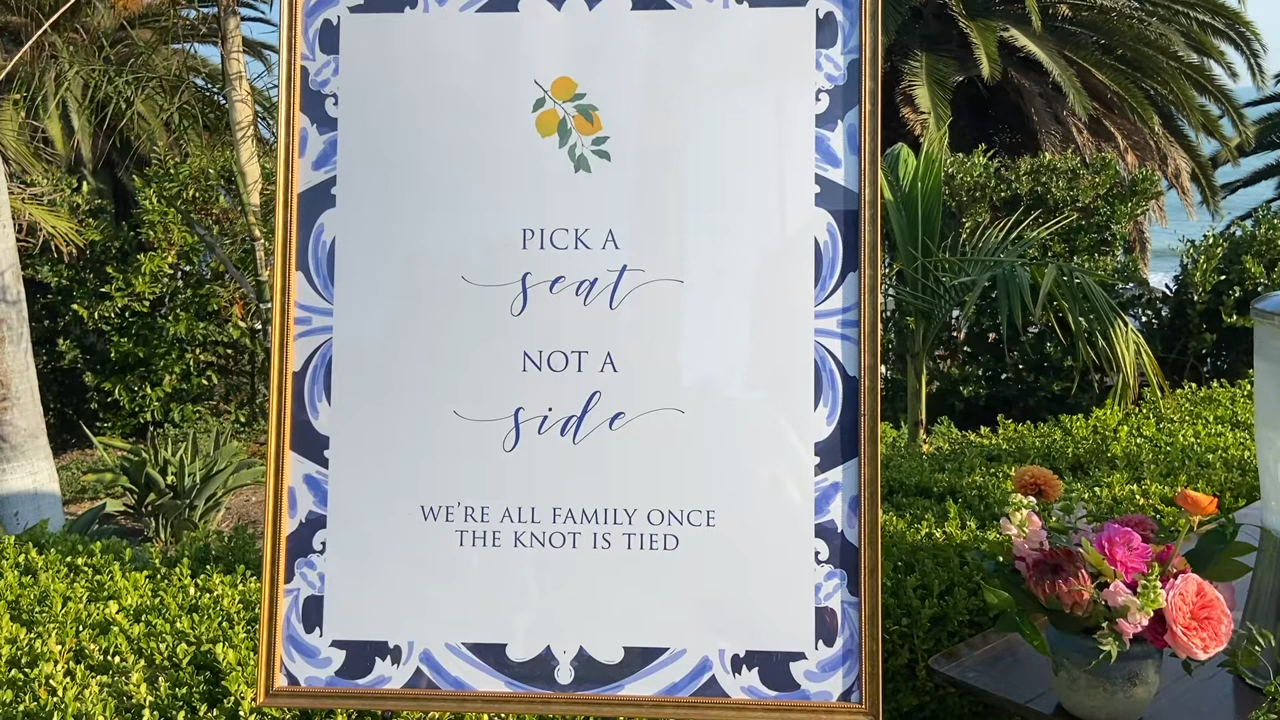 PICK A
seat
NOT A
side
WE'RE ALL FAMILY ONCE
THE KNOT IS TIED